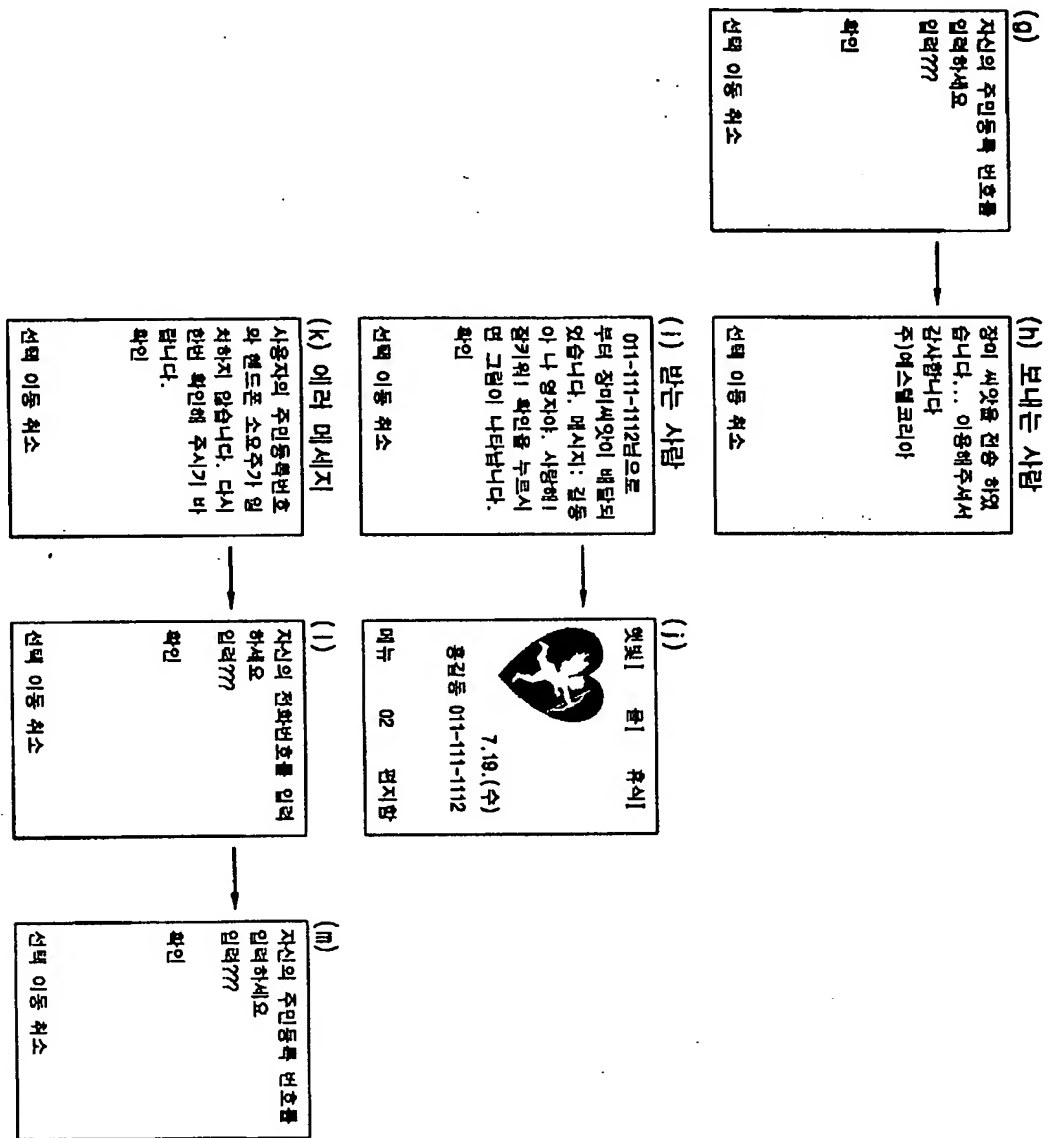 (g)
자신의 주민등록 번호를
입력하세요
입력???
확인
선택 이동 취소
(h) 보내는 사람
장미 씨앗을 전송 하였
습니다... 이용해주셔서
감사합니다
주)에스텔코리아
선택 이동 취소
(i) 받는 사람
011-111-1112님으로
부터 장미씨앗이 배달되
었습니다. 메시지: 길동
아 나 영자야. 사랑해!
잘키워! 확인을 누르시
면 그림이 나타납니다.
확인
선택 이동 취소
(j)
햇빛| 물| 휴식|
7.19.(수)
홍길동 011-111-1112
메뉴 02 편지함
(k) 에러 메세지
사용자의 주민등록번호
와 핸드폰 소요주가 일
치하지 않습니다. 다시
한번 확인해 주시기 바
랍니다.
확인
선택 이동 취소
(l)
자신의 전화번호를 입력
하세요
입력???
확인
선택 이동 취소
(m)
자신의 주민등록 번호를
입력하세요
입력???
확인
선택 이동 취소